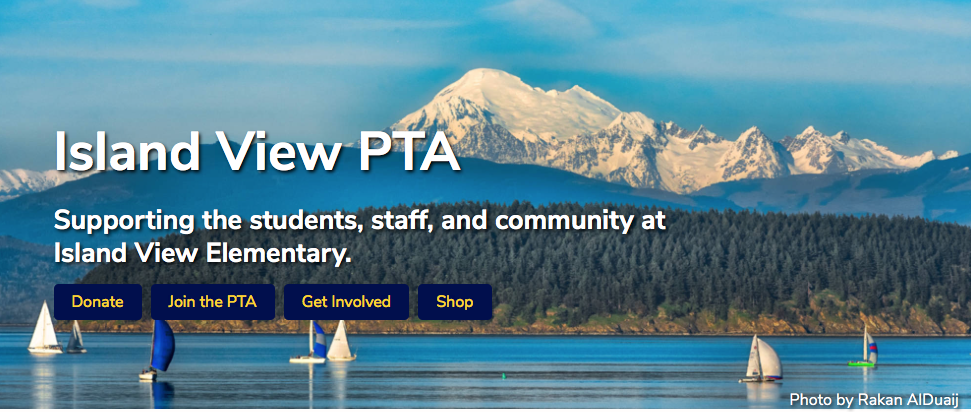 Island View PTA
Supporting the students, staff, and community at
Island View Elementary.
Donate
Join the PTA
Get Involved
Shop
Photo by Rakan AlDuaij